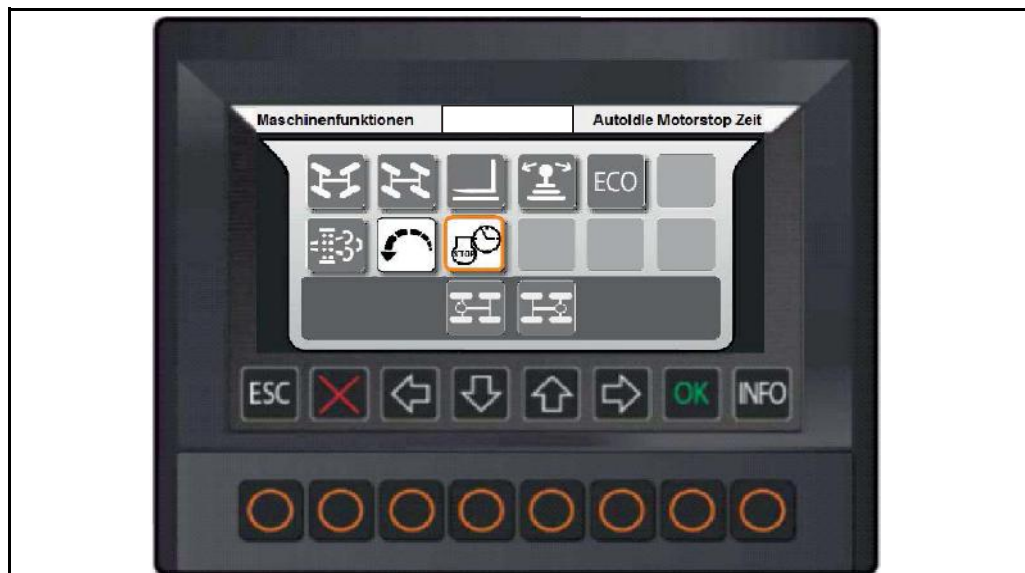 Maschinenfunktionen
AutoIdle Motorstop Zeit
ECO
STOP
ESC
OK
INFO